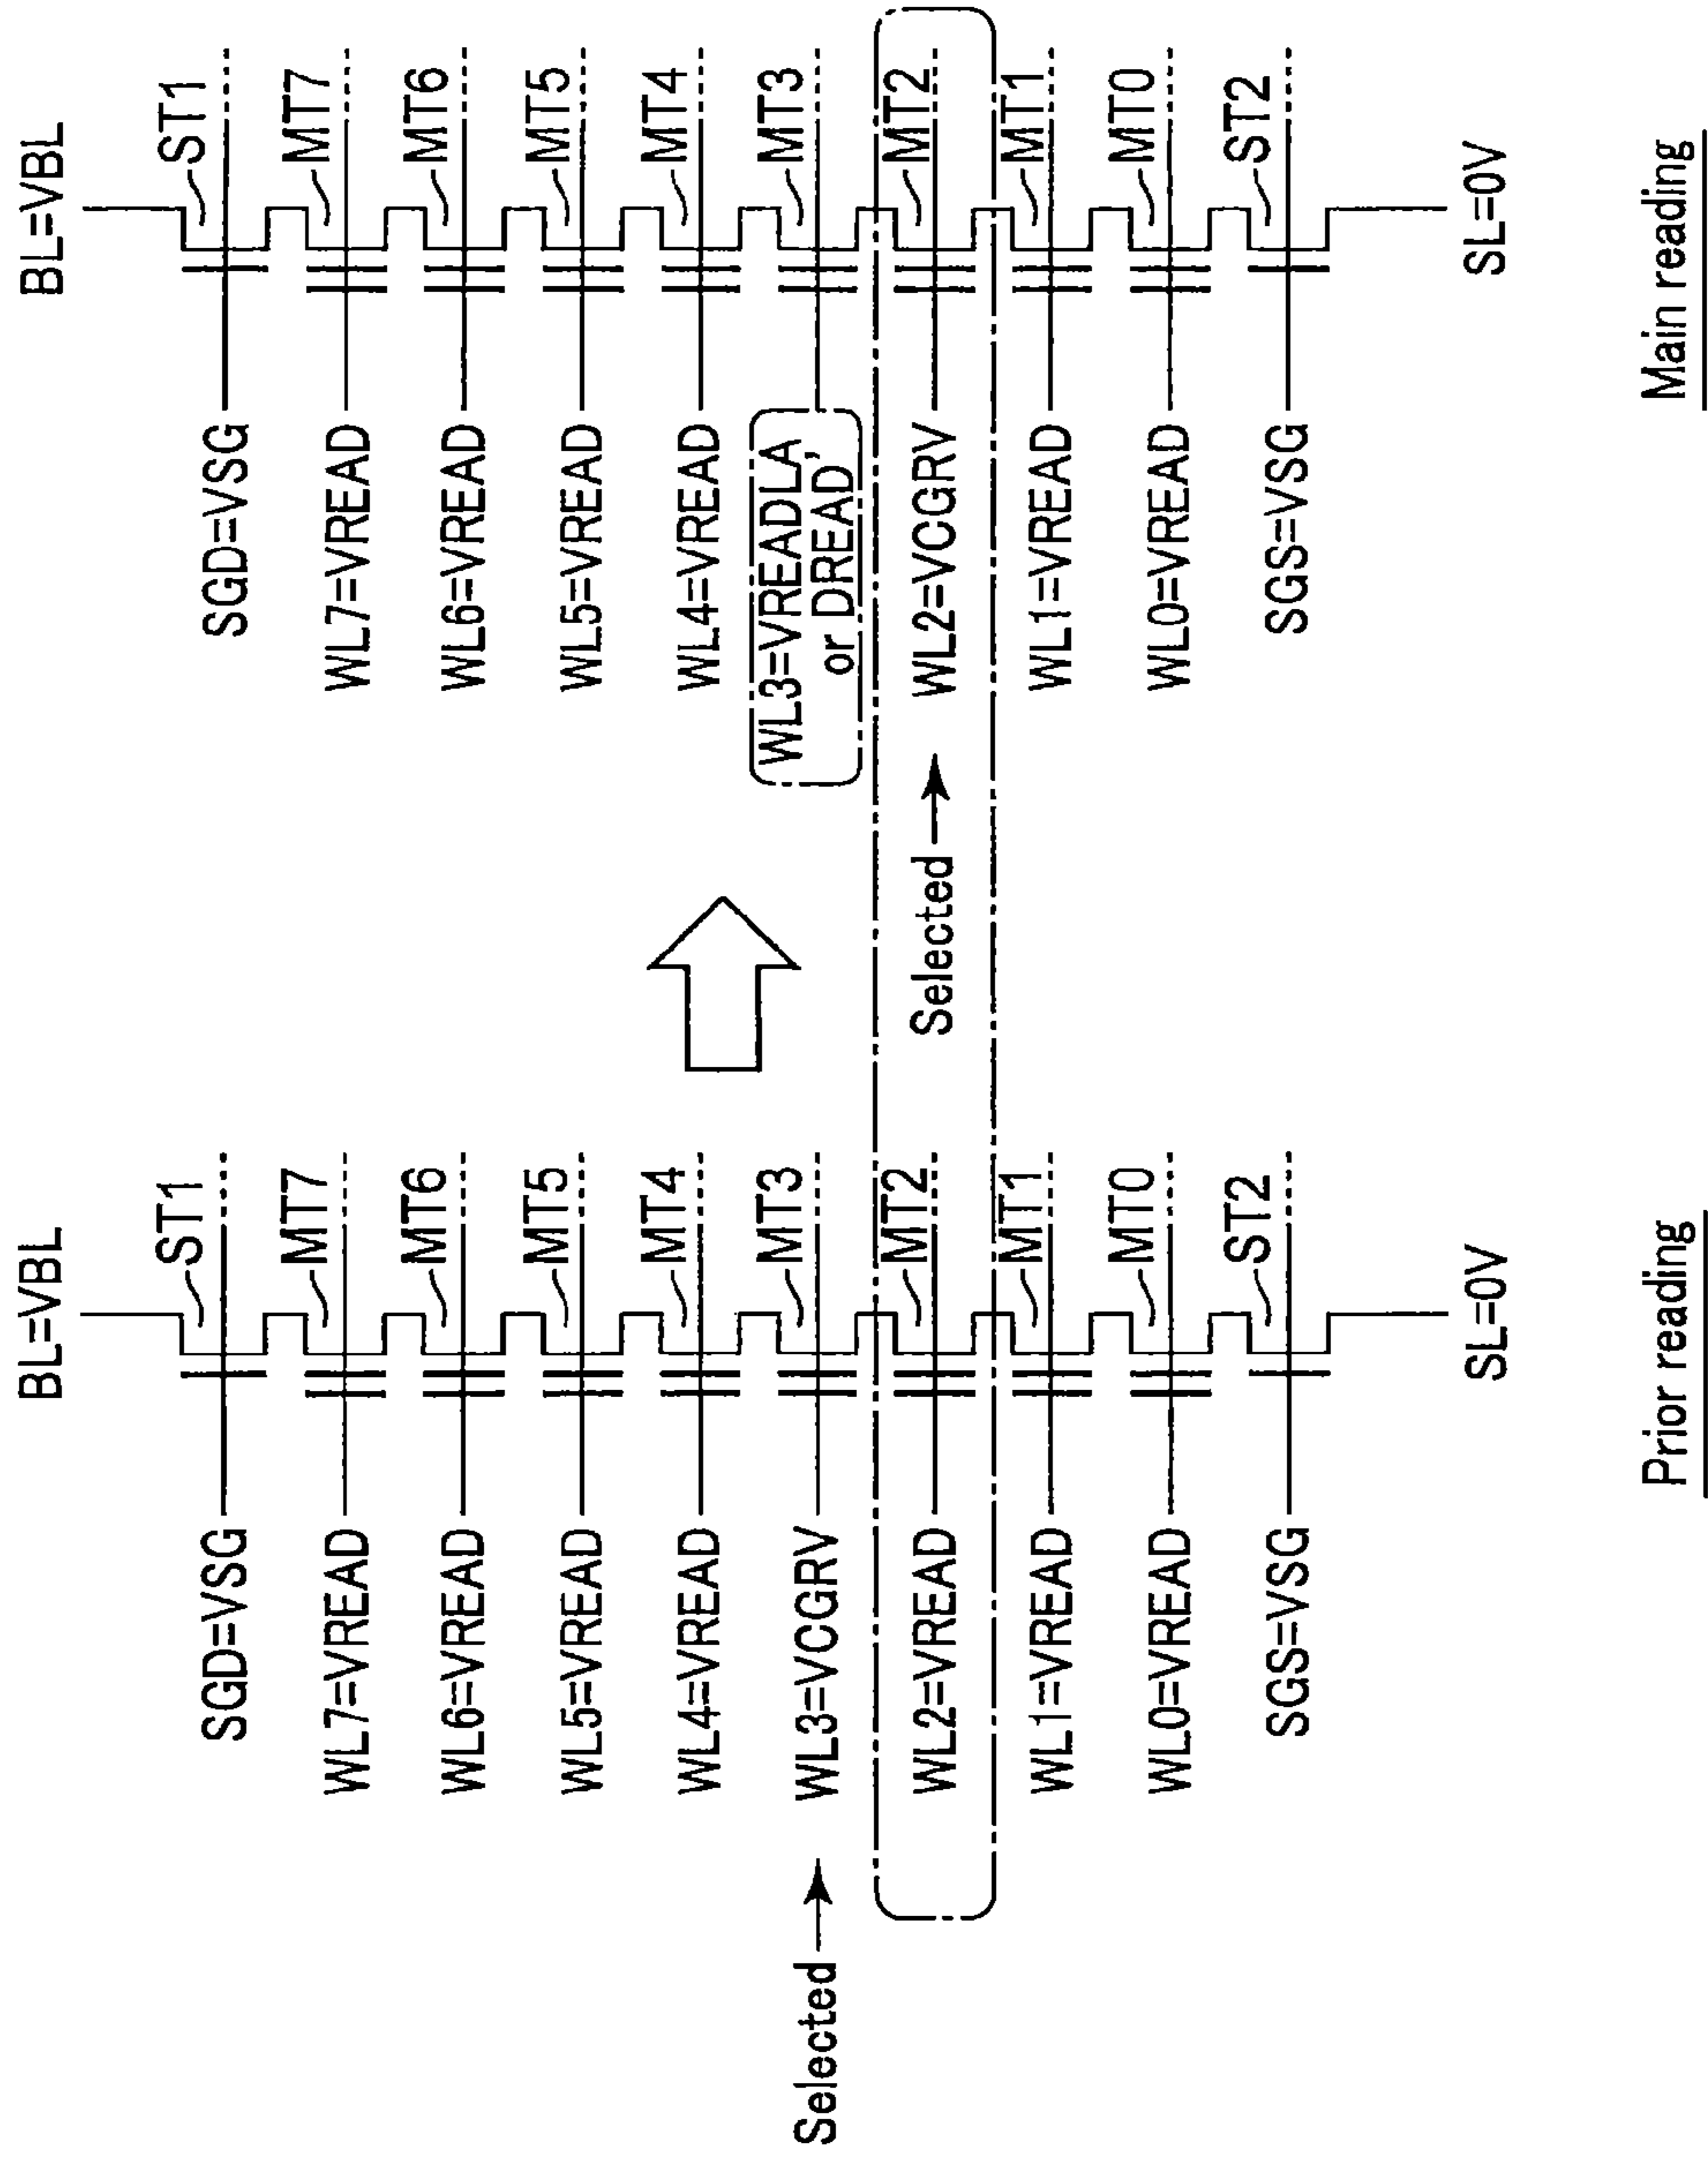 BL=VBL
SGD=VSG
ST1
WL7=VREAD
MT7
WL6=VREAD
MT6
WL5=VREAD
MT5
WL4=VREAD
MT4
Selected
WL3=VCGRV
MT3
WL2=VREAD
MT2
WL1=VREAD
MT1
WL0=VREAD
MT0
SGS=VSG
ST2
SL=0V
Prior reading
BL=VBL
SGD=VSG
ST1
WL7=VREAD
MT7
WL6=VREAD
MT6
WL5=VREAD
MT5
WL4=VREAD
MT4
WL3=VREADLA
or DREAD'
MT3
Selected
WL2=VCGRV
MT2
WL1=VREAD
MT1
WL0=VREAD
MT0
SGS=VSG
ST2
SL=0V
Main reading